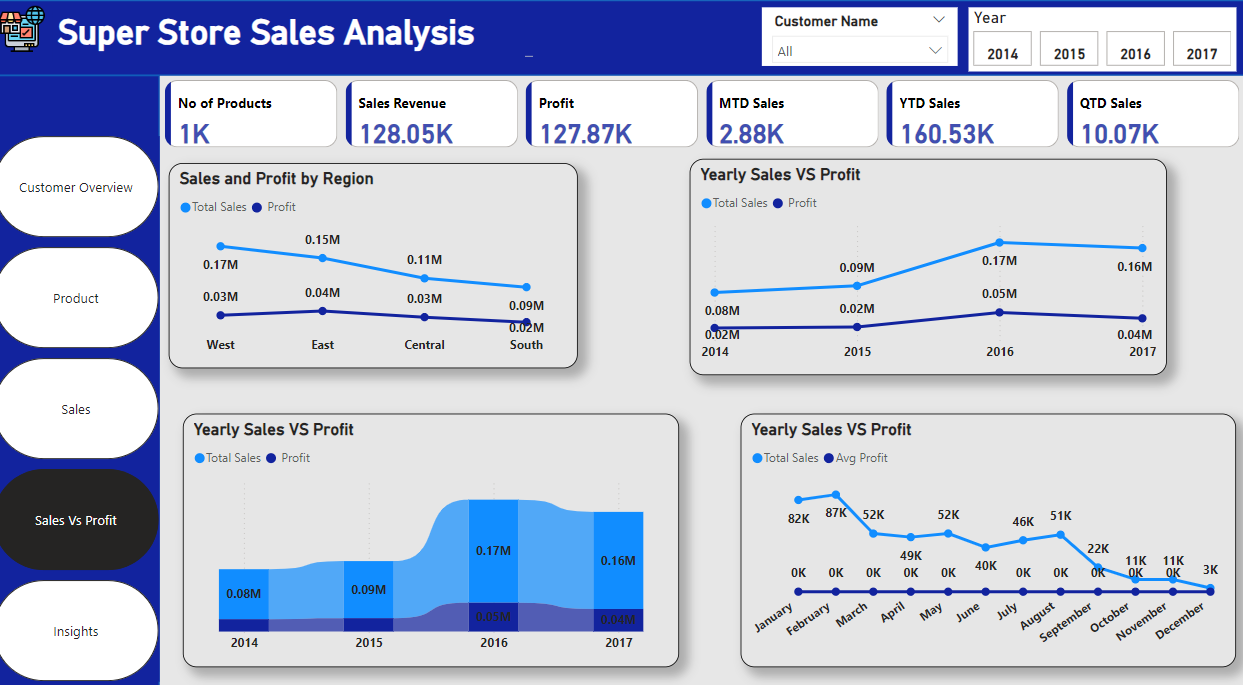 Super Store Sales Analysis
Customer Name
All
Year
2014 2015 2016 2017
No of Products
1K
Sales Revenue
128.05K
Profit
127.87K
MTD Sales
2.88K
YTD Sales
160.53K
QTD Sales
10.07K
Customer Overview
Product
Sales
Sales Vs Profit
Insights
Sales and Profit by Region
Total Sales Profit
0.17M 0.15M 0.11M 0.09M
0.03M 0.04M 0.03M 0.02M
West East Central South
Yearly Sales VS Profit
Total Sales Profit
0.08M 0.09M 0.17M 0.16M
0.02M 0.02M 0.05M 0.04M
2014 2015 2016 2017
Yearly Sales VS Profit
Total Sales Profit
0.08M 0.09M 0.17M 0.16M
0.05M 0.04M
2014 2015 2016 2017
Yearly Sales VS Profit
Total Sales Avg Profit
82K 87K 52K 49K 52K 40K 46K 51K 22K 11K 11K 3K
0K 0K 0K 0K 0K 0K 0K 0K 0K 0K
January February March April May June July August September October November December